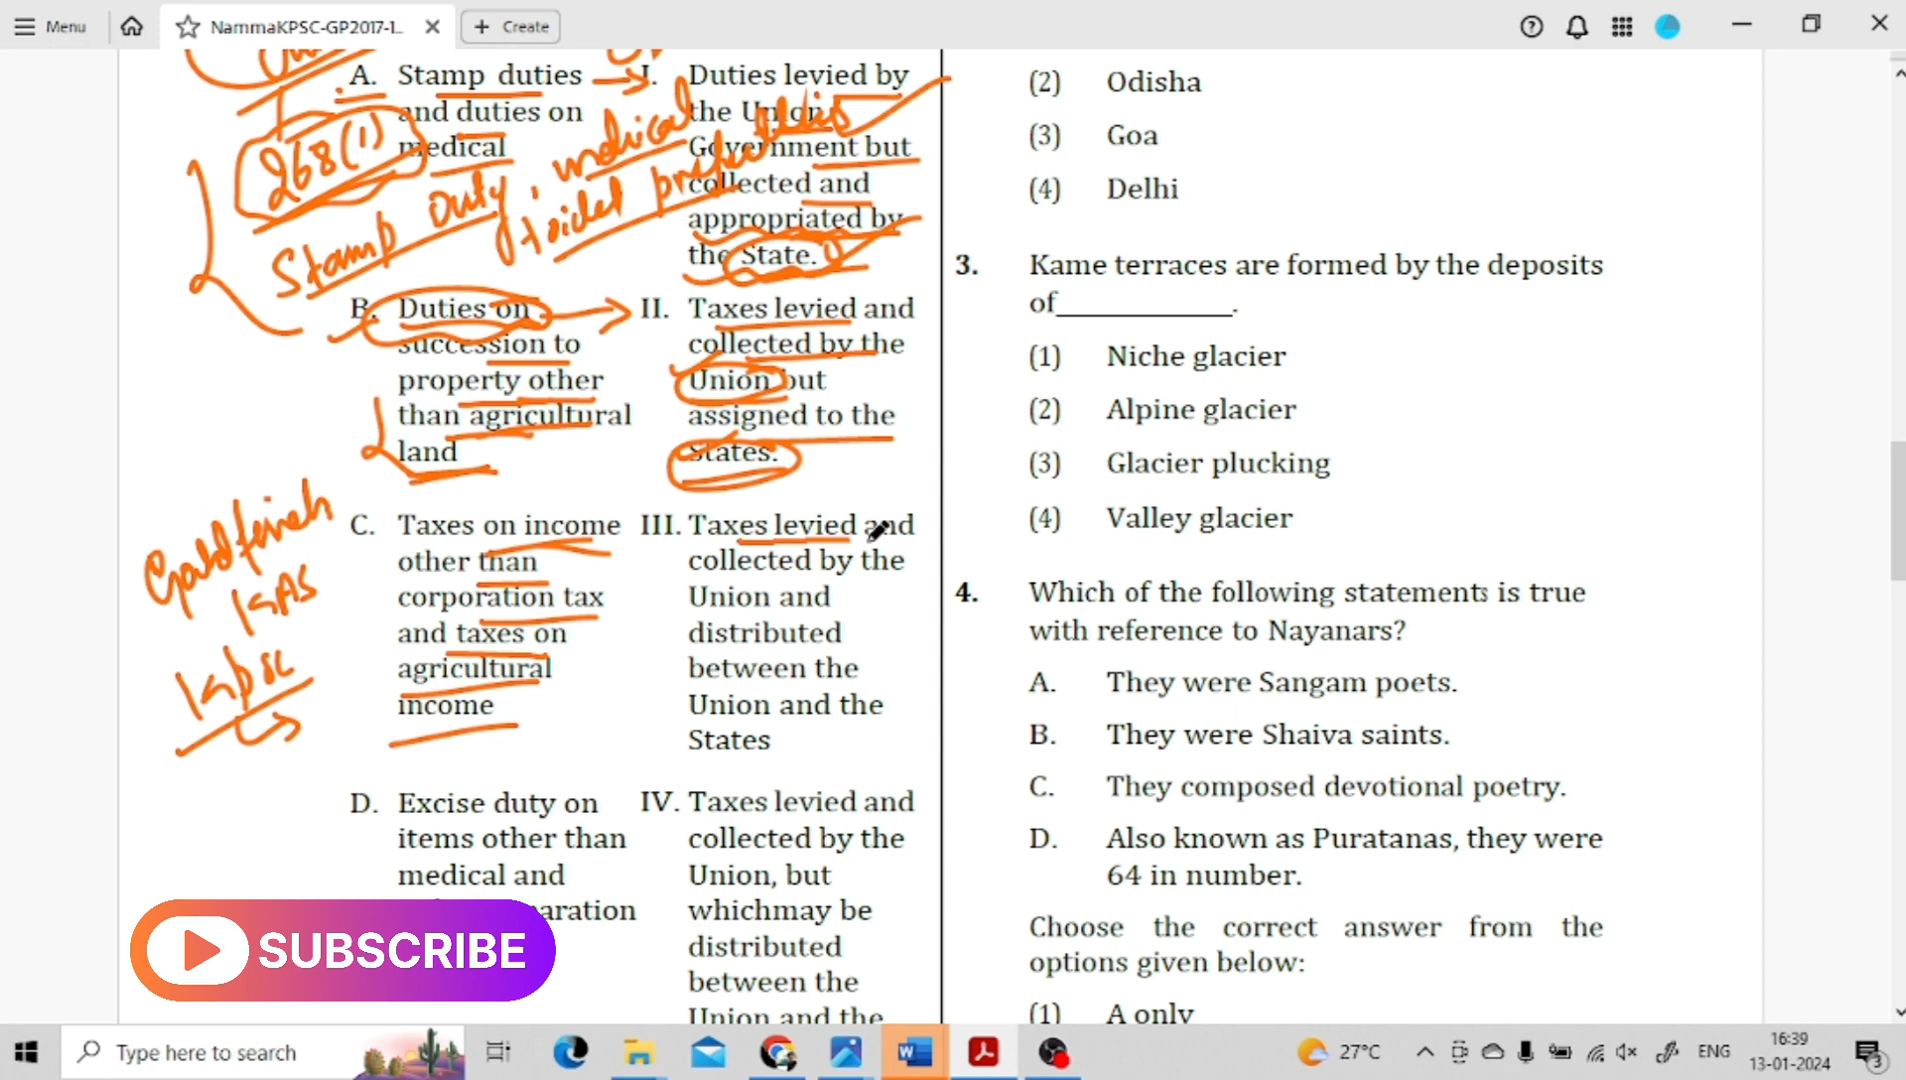 Menu
NammaKPSC-GP2017-1...
Create
A. Stamp duties
and duties on
medical
I. Duties levied by
the Union
Government but
collected and
appropriated by
the State.
268(1)
Stamp Duty, medical
B. Duties on
succession to
property other
than agricultural
land
II. Taxes levied and
collected by the
Union but
assigned to the
States.
Goldfinch
KAS
Kpsc
C. Taxes on income
other than
corporation tax
and taxes on
agricultural
income
III. Taxes levied and
collected by the
Union and
distributed
between the
Union and the
States
D. Excise duty on
items other than
medical and
IV. Taxes levied and
collected by the
Union, but
whichmay be
distributed
between the
Union and the
SUBSCRIBE
(2) Odisha
(3) Goa
(4) Delhi
3. Kame terraces are formed by the deposits
of____________.
(1) Niche glacier
(2) Alpine glacier
(3) Glacier plucking
(4) Valley glacier
4. Which of the following statements is true
with reference to Nayanars?
A. They were Sangam poets.
B. They were Shaiva saints.
C. They composed devotional poetry.
D. Also known as Puratanas, they were
64 in number.
Choose the correct answer from the
options given below:
(1) A only
Type here to search
27°C
ENG
16:39
13-01-2024
3